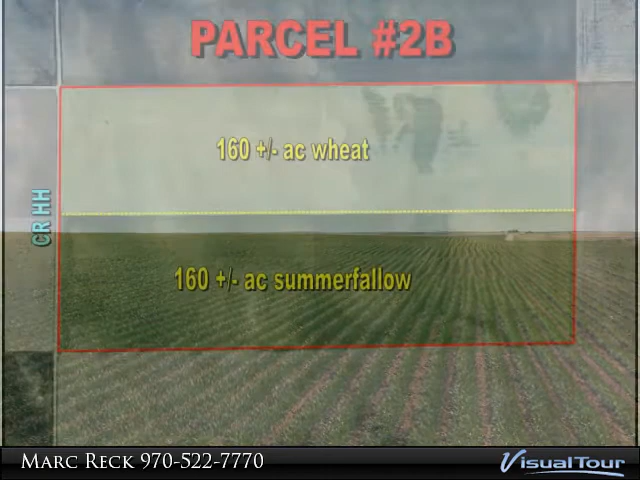 PARCEL #2B
160 +/- ac wheat
CR HH
160 +/- ac summerfallow
Marc Reck 970-522-7770
VisualTour